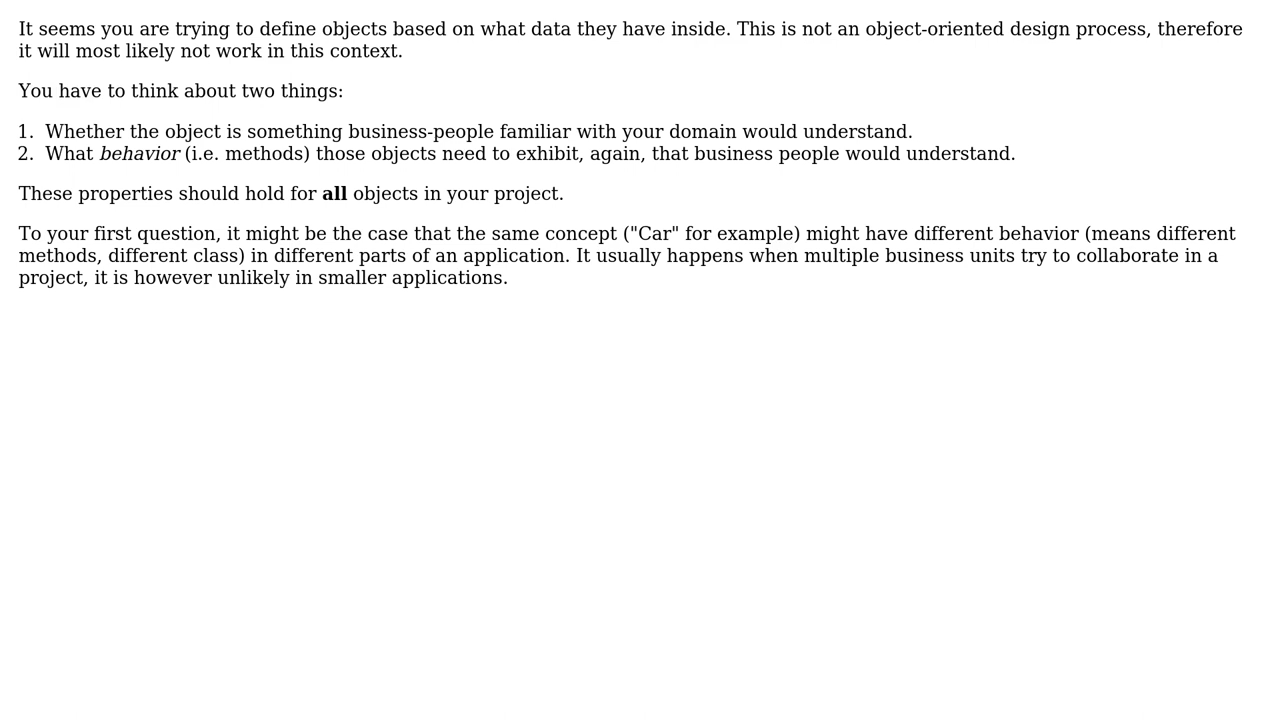 It seems you are trying to define objects based on what data they have inside. This is not an object-oriented design process, therefore
it will most likely not work in this context.
You have to think about two things:
1. Whether the object is something business-people familiar with your domain would understand.
2. What behavior (i.e. methods) those objects need to exhibit, again, that business people would understand.
These properties should hold for all objects in your project.
To your first question, it might be the case that the same concept ("Car" for example) might have different behavior (means different
methods, different class) in different parts of an application. It usually happens when multiple business units try to collaborate in a
project, it is however unlikely in smaller applications.